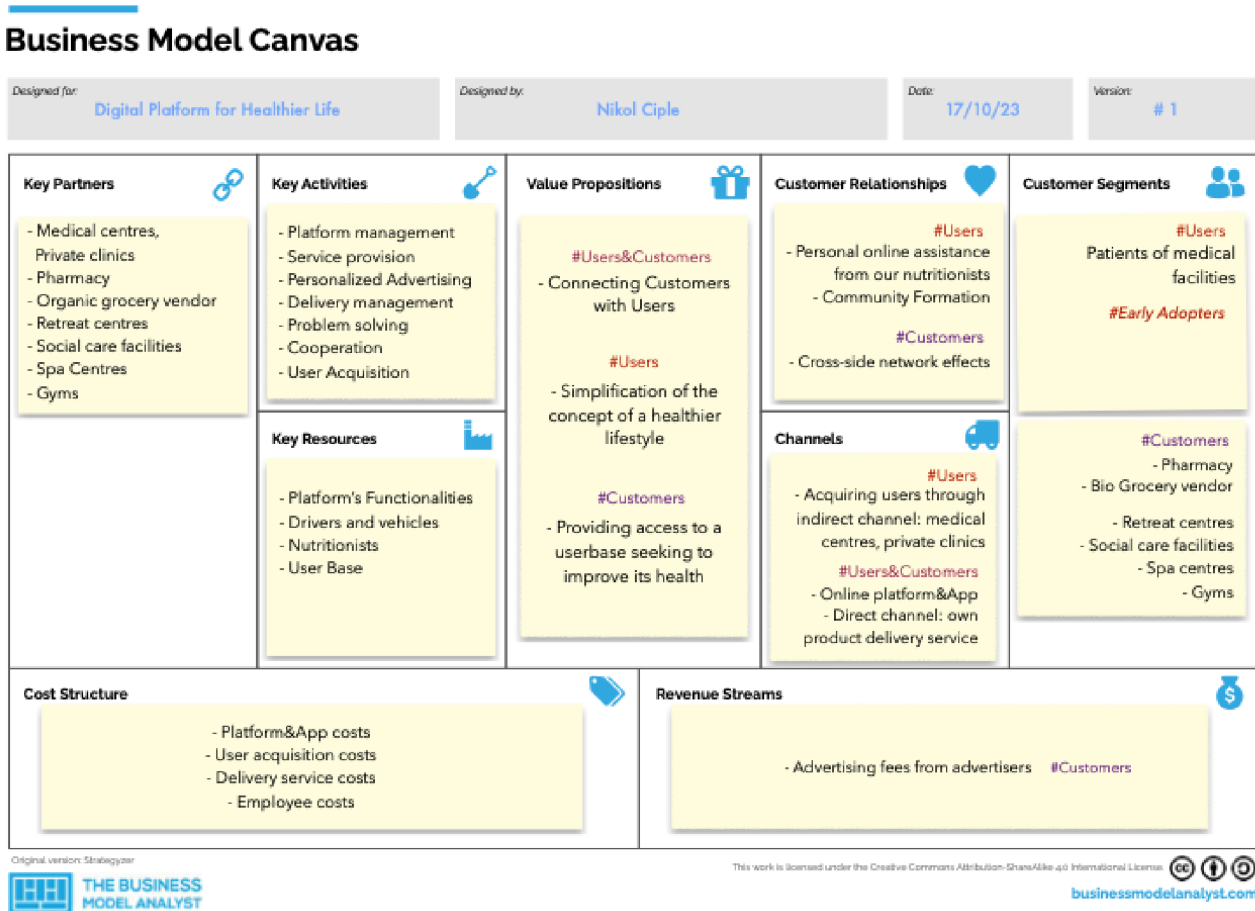 Business Model Canvas
Designed for:
Digital Platform for Healthier Life
Designed by:
Nikol Ciple
Date:
17/10/23
Version:
# 1
Key Partners
- Medical centres,
Private clinics
- Pharmacy
- Organic grocery vendor
- Retreat centres
- Social care facilities
- Spa Centres
- Gyms
Key Activities
- Platform management
- Service provision
- Personalized Advertising
- Delivery management
- Problem solving
- Cooperation
- User Acquisition
Key Resources
- Platform's Functionalities
- Drivers and vehicles
- Nutritionists
- User Base
Value Propositions
#Users&Customers
- Connecting Customers
with Users
#Users
- Simplification of the
concept of a healthier
lifestyle
#Customers
- Providing access to a
userbase seeking to
improve its health
Customer Relationships
#Users
- Personal online assistance
from our nutritionists
- Community Formation
#Customers
- Cross-side network effects
Channels
#Users
- Acquiring users through
indirect channel: medical
centres, private clinics
#Users&Customers
- Online platform&App
- Direct channel: own
product delivery service
Customer Segments
#Users
Patients of medical
facilities
#Early Adopters
#Customers
- Pharmacy
- Bio Grocery vendor
- Retreat centres
- Social care facilities
- Spa centres
- Gyms
Cost Structure
- Platform&App costs
- User acquisition costs
- Delivery service costs
- Employee costs
Revenue Streams
- Advertising fees from advertisers #Customers
Original version: Strategyzer
THE BUSINESS
MODEL ANALYST
This work is licensed under the Creative Commons Attribution-ShareAlike 4.0 International License.
cc
businessmodelanalyst.com